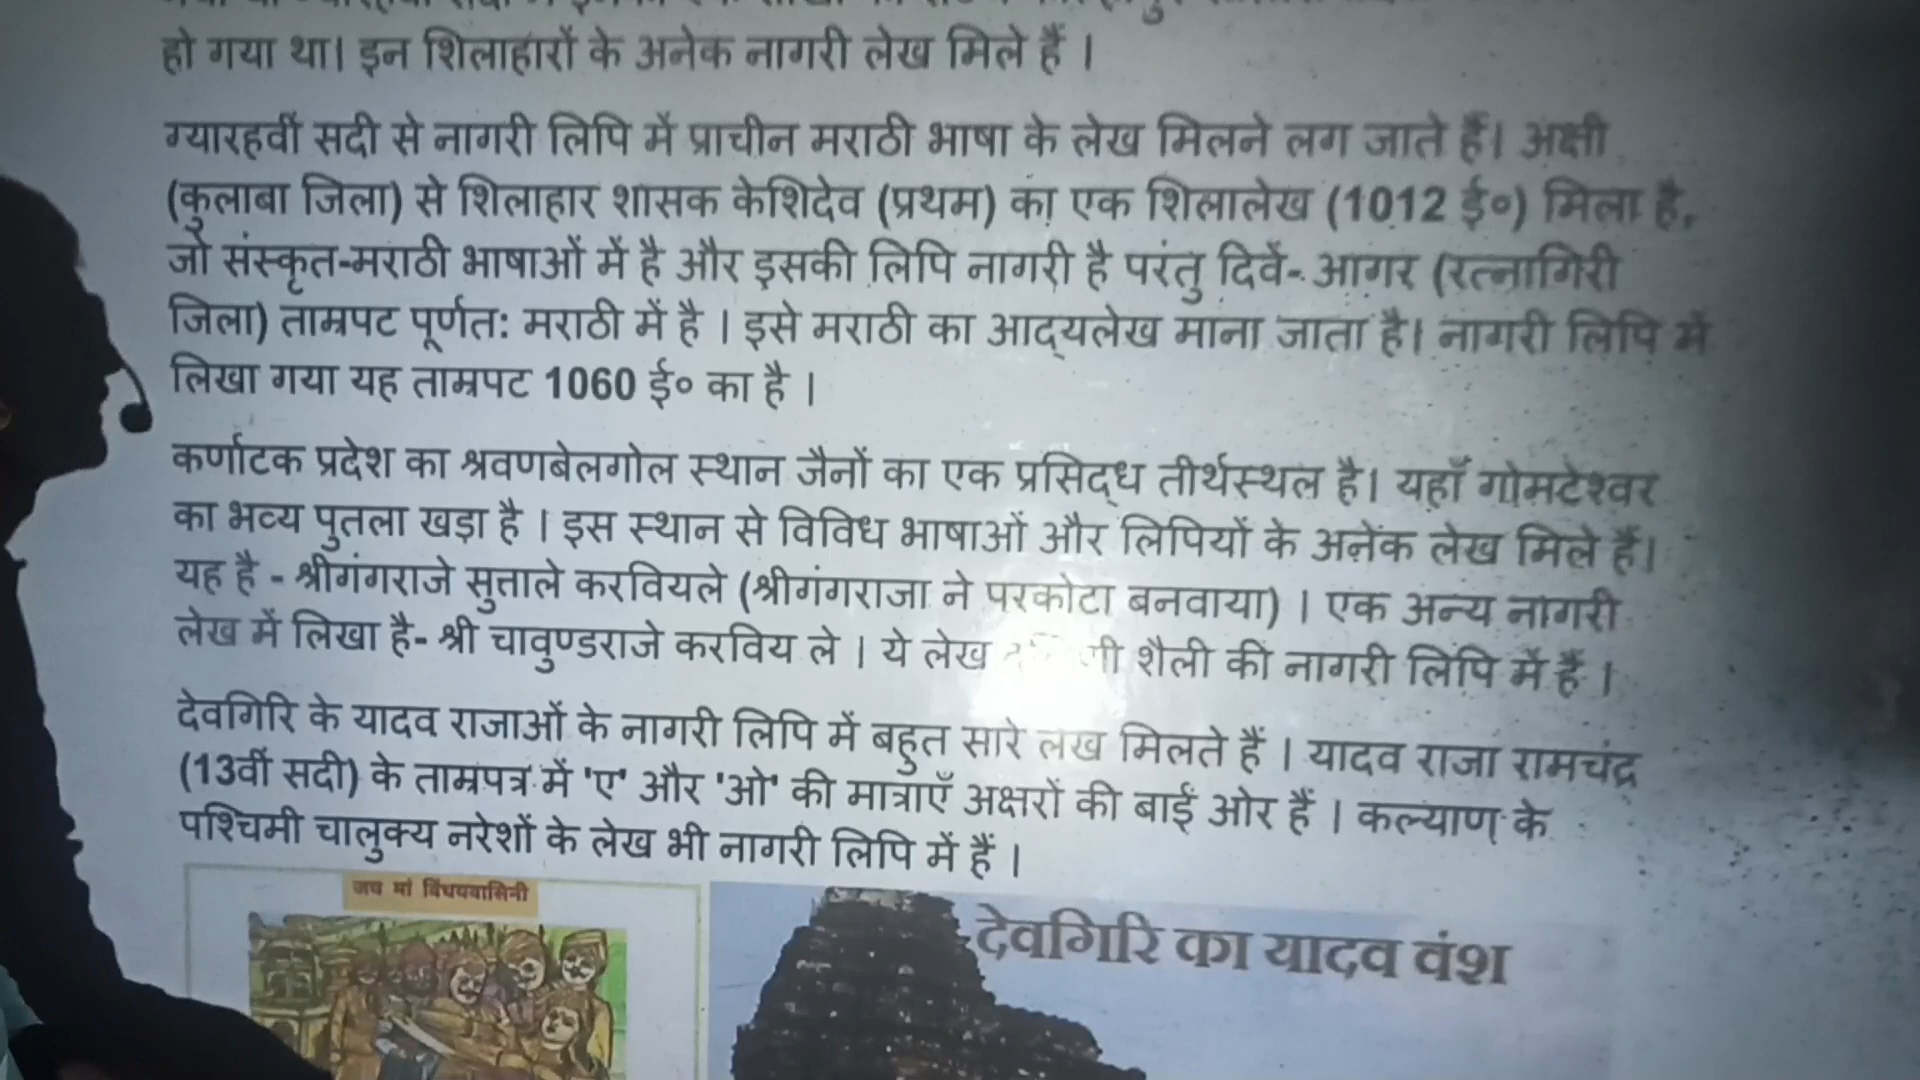 हो गया था। इन शिलाहारों के अनेक नागरी लेख मिले हैं ।
ग्यारहवीं सदी से नागरी लिपि में प्राचीन मराठी भाषा के लेख मिलने लग जाते हैं। अक्षी
(कुलाबा जिला) से शिलाहार शासक केशिदेव (प्रथम) का एक शिलालेख (1012 ई०) मिला है,
जो संस्कृत-मराठी भाषाओं में है और इसकी लिपि नागरी है परंतु दिवें- आगर (रत्नागिरी
जिला) ताम्रपट पूर्णत: मराठी में है । इसे मराठी का आद्यलेख माना जाता है। नागरी लिपि में
लिखा गया यह ताम्रपट 1060 ई० का है ।
कर्णाटक प्रदेश का श्रवणबेलगोल स्थान जैनों का एक प्रसिद्ध तीर्थस्थल है। यहाँ गोमटेश्वर
का भव्य पुतला खड़ा है । इस स्थान से विविध भाषाओं और लिपियों के अनेक लेख मिले हैं।
यह है - श्रीगंगराजे सुत्ताले करवियले (श्रीगंगराजा ने परकोटा बनवाया) । एक अन्य नागरी
लेख में लिखा है- श्री चावुण्डराजे करविय ले । ये लेख शैली की नागरी लिपि में हैं ।
देवगिरि के यादव राजाओं के नागरी लिपि में बहुत सारे लेख मिलते हैं । यादव राजा रामचंद्र
(13वीं सदी) के ताम्रपत्र में 'ए' और 'ओ' की मात्राएँ अक्षरों की बाईं ओर हैं । कल्याण के
पश्चिमी चालुक्य नरेशों के लेख भी नागरी लिपि में हैं ।
जय मां विंधयवासिनी
देवगिरि का यादव वंश